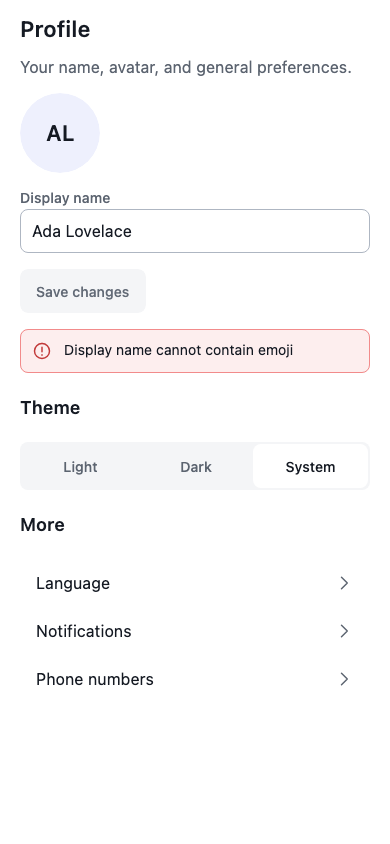 Profile
Your name, avatar, and general preferences.
AL
Display name
Ada Lovelace
Save changes
Display name cannot contain emoji
Theme
Light
Dark
System
More
Language
Notifications
Phone numbers